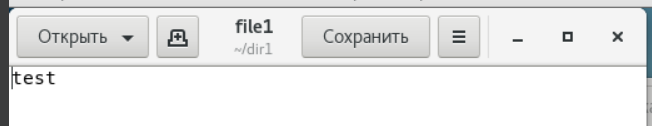 Открыть
file1
~/dir1
Сохранить
test